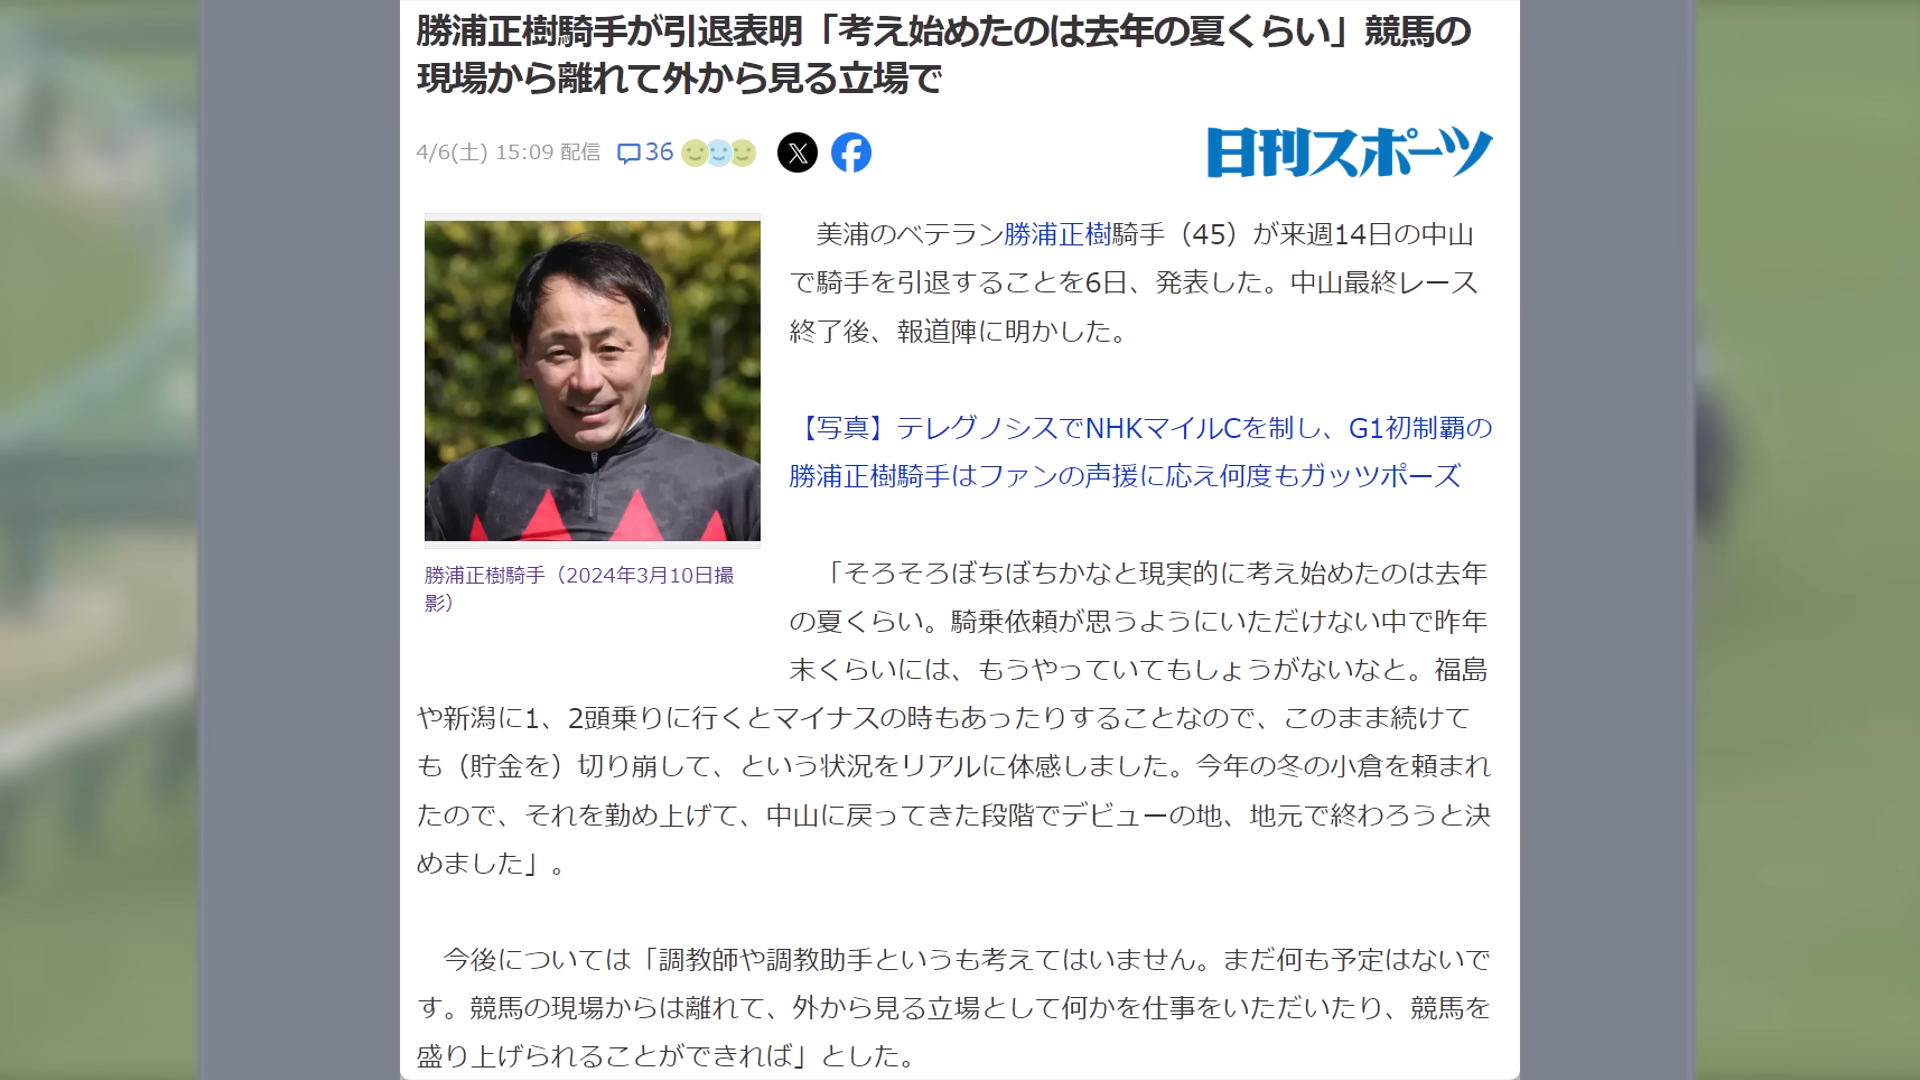 勝浦正樹騎手が引退表明「考え始めたのは去年の夏くらい」競馬の
現場から離れて外から見る立場で
4/6(土) 15:09 配信 36
日刊スポーツ
美浦のベテラン勝浦正樹騎手（45）が来週14日の中山
で騎手を引退することを6日、発表した。中山最終レース
終了後、報道陣に明かした。
【写真】テレグノシスでNHKマイルCを制し、G1初制覇の
勝浦正樹騎手はファンの声援に応え何度もガッツポーズ
勝浦正樹騎手（2024年3月10日撮
影）
「そろそろぼちぼちかなと現実的に考え始めたのは去年
の夏くらい。騎乗依頼が思うようにいただけない中で昨年
末くらいには、もうやっていてもしょうがないなと。福島
や新潟に1、2頭乗りに行くとマイナスの時もあったりすることなので、このまま続けて
も（貯金を）切り崩して、という状況をリアルに体感しました。今年の冬の小倉を頼まれ
たので、それを勤め上げて、中山に戻ってきた段階でデビューの地、地元で終わろうと決
めました」。
今後については「調教師や調教助手というも考えてはいません。まだ何も予定はないで
す。競馬の現場からは離れて、外から見る立場として何かを仕事をいただいたり、競馬を
盛り上げられることができれば」とした。